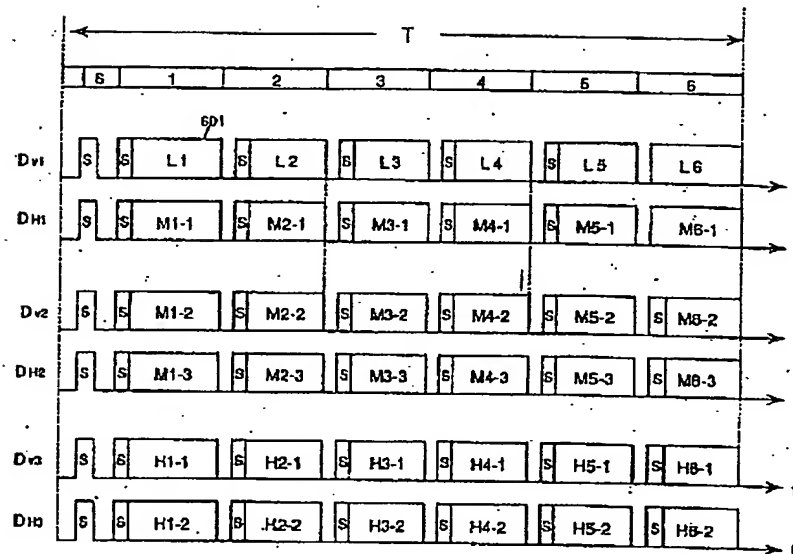 T
S 1 2 3 4 5 6
601
Dv1 S S L1 S L2 S L3 S L4 S L5 L6
DH1 S S M1-1 S M2-1 S M3-1 S M4-1 S M5-1 M6-1
Dv2 S S M1-2 S M2-2 S M3-2 S M4-2 S M5-2 S M6-2
DH2 S S M1-3 S M2-3 S M3-3 S M4-3 S M5-3 S M6-3
Dv3 S S H1-1 S H2-1 S H3-1 S H4-1 S H5-1 S H6-1
DH3 S S H1-2 S H2-2 S H3-2 S H4-2 S H5-2 S H6-2